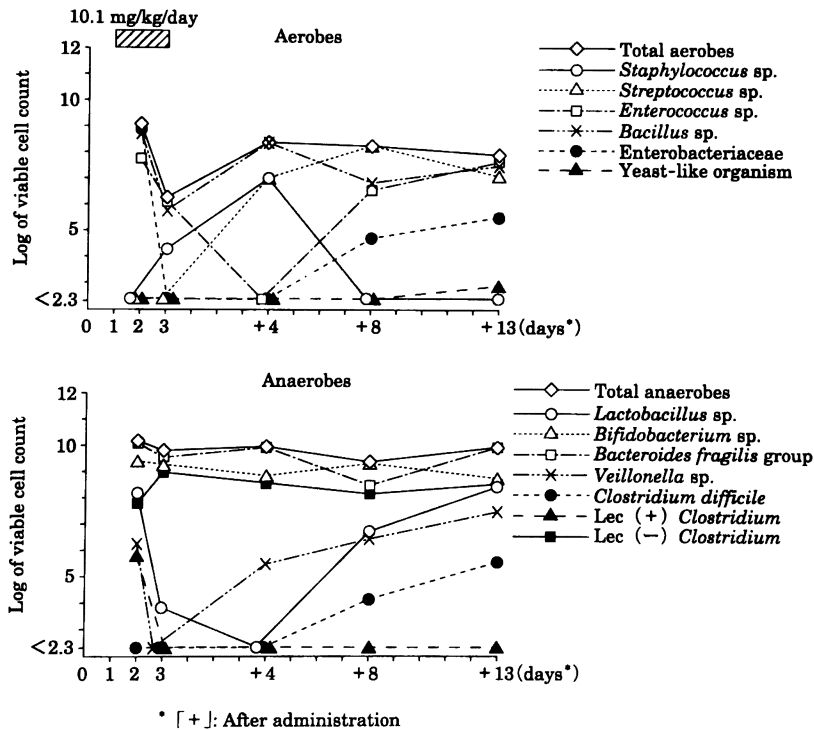 10.1 mg/kg/day
Aerobes
12
10
5
<2.3
Log of viable cell count
0 1 2 3 +4 +8 +13 (days*)
Total aerobes
Staphylococcus sp.
Streptococcus sp.
Enterococcus sp.
Bacillus sp.
Enterobacteriaceae
Yeast-like organism
Anaerobes
12
10
5
<2.3
Log of viable cell count
0 1 2 3 +4 +8 +13 (days*)
Total anaerobes
Lactobacillus sp.
Bifidobacterium sp.
Bacteroides fragilis group
Veillonella sp.
Clostridium difficile
Lec (+) Clostridium
Lec (−) Clostridium
* 「+」: After administration